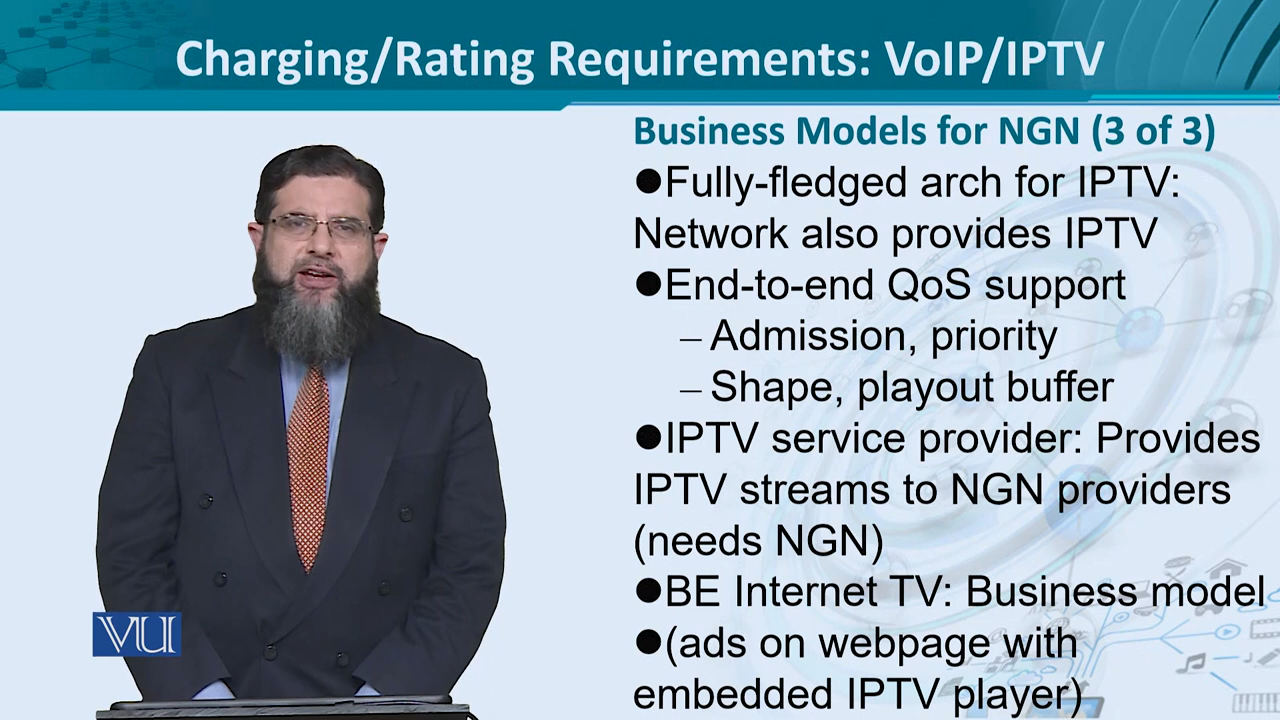 Charging/Rating Requirements: VoIP/IPTV
Business Models for NGN (3 of 3)
●Fully-fledged arch for IPTV:
Network also provides IPTV
●End-to-end QoS support
– Admission, priority
– Shape, playout buffer
●IPTV service provider: Provides
IPTV streams to NGN providers
(needs NGN)
●BE Internet TV: Business model
●(ads on webpage with
embedded IPTV player)
VU